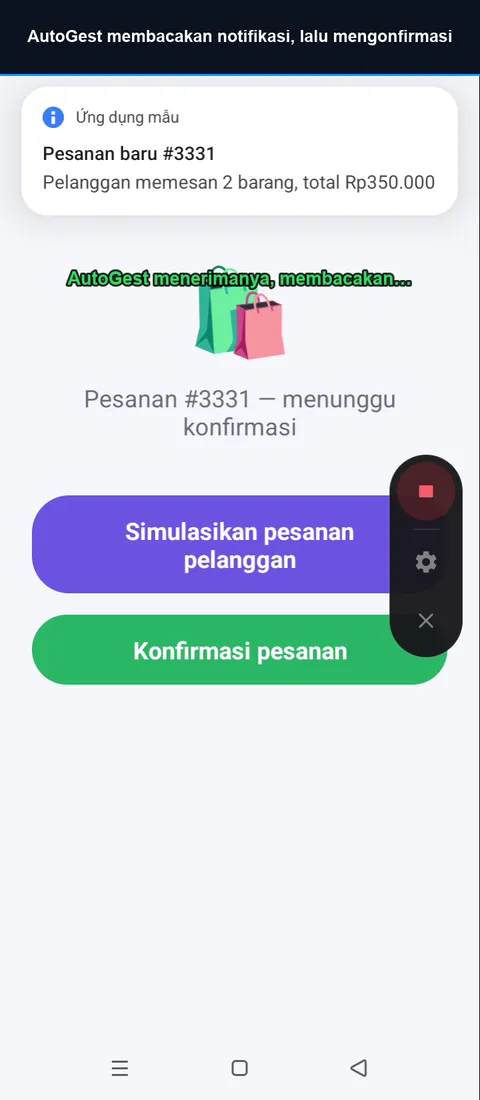 AutoGest membacakan notifikasi, lalu mengonfirmasi
Ứng dụng mẫu
Pesanan baru #3331
Pelanggan memesan 2 barang, total Rp350.000
AutoGest menerimanya, membacakan...
Pesanan #3331 — menunggu
konfirmasi
Simulasikan pesanan
pelanggan
Konfirmasi pesanan